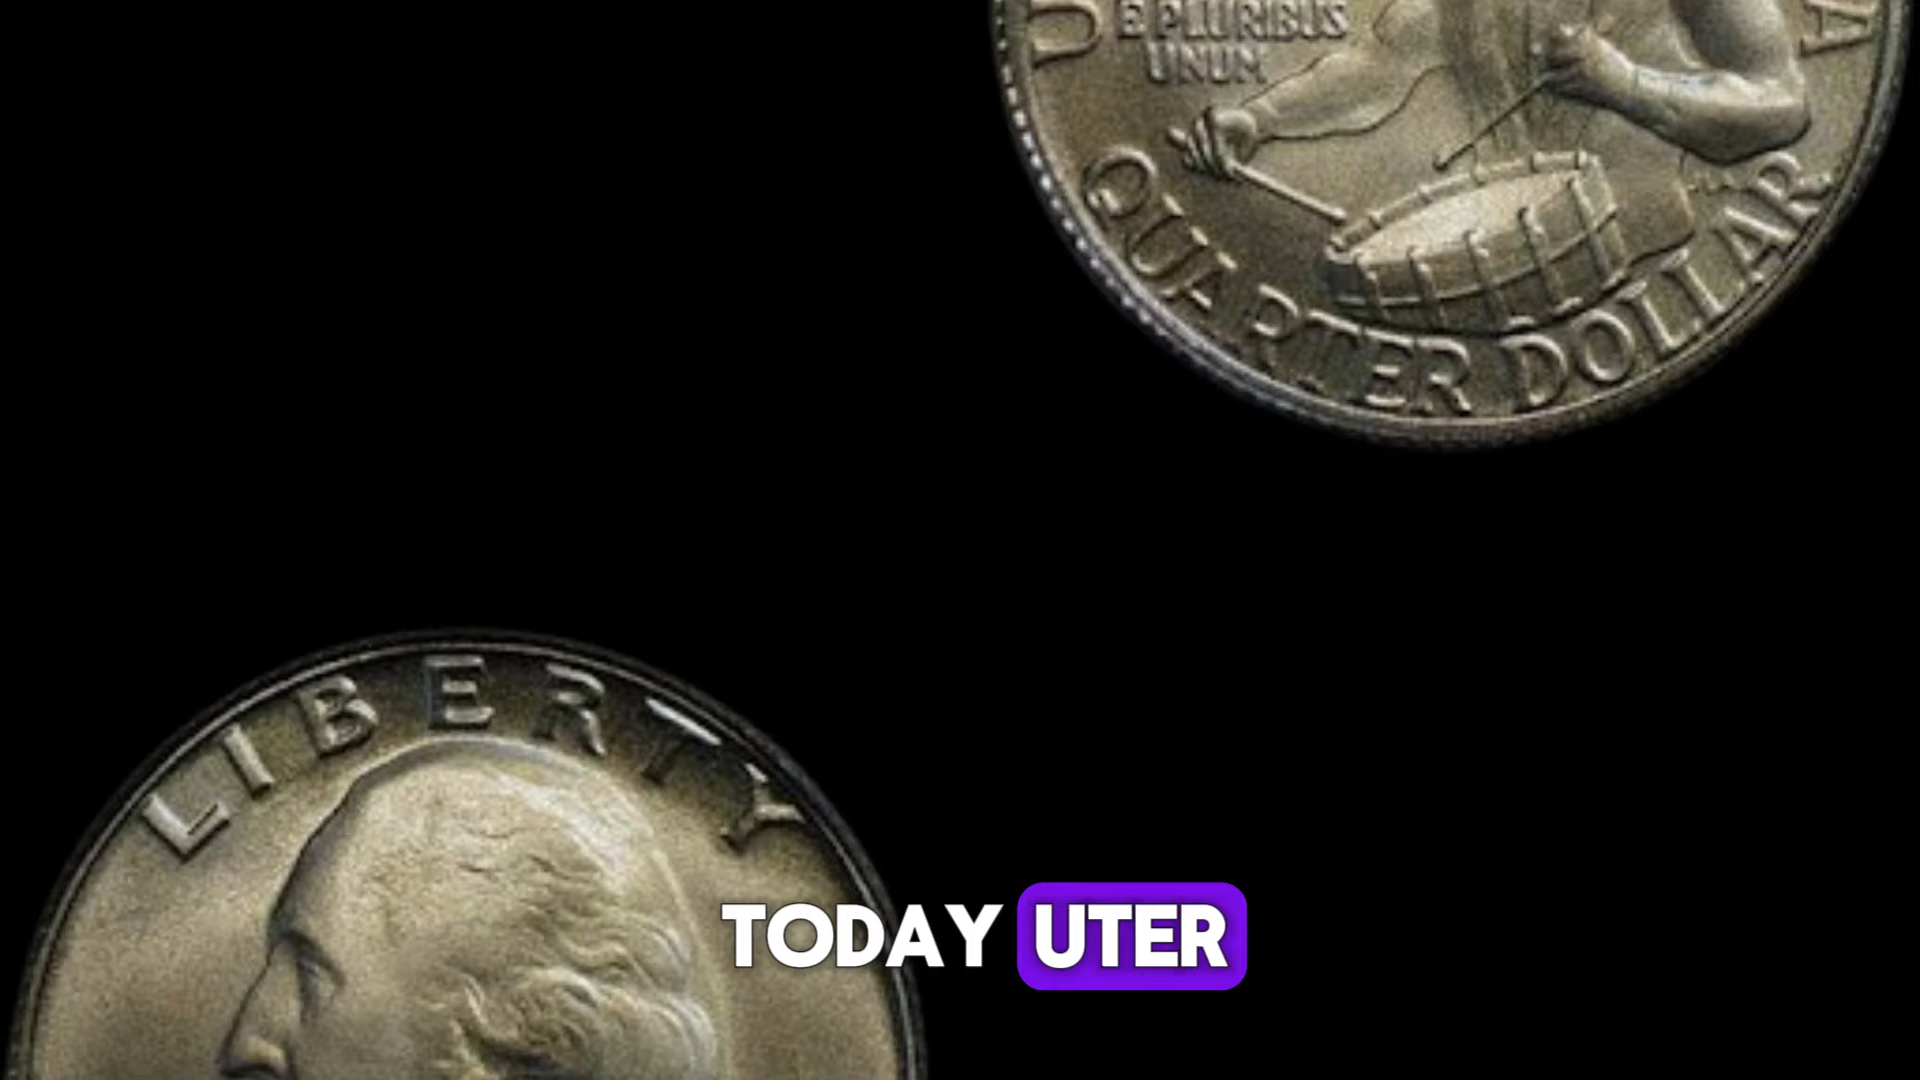 U
A
E PLURIBUS
UNUM
QUARTER DOLLAR
LIBERTY
TODAY UTER